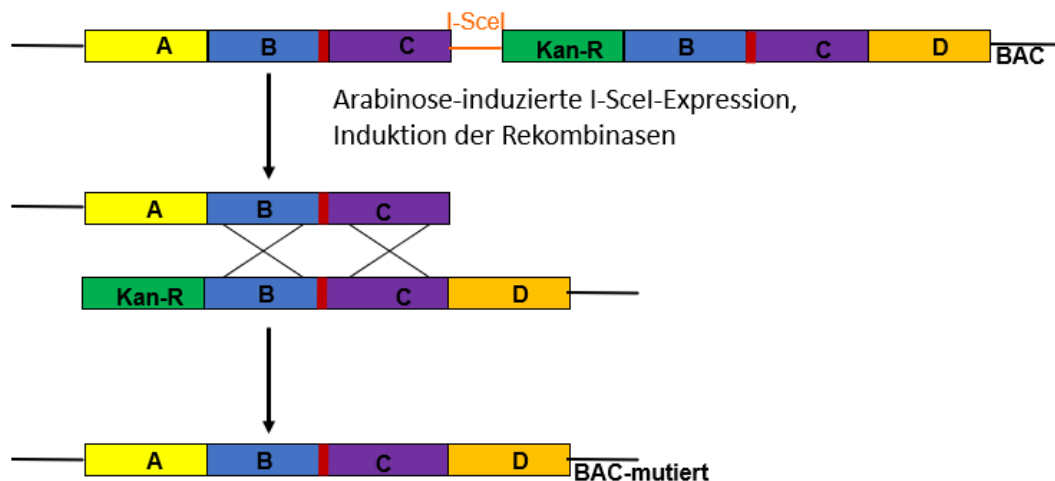 I-SceI
A B C Kan-R B C D
BAC
Arabinose-induzierte I-SceI-Expression,
Induktion der Rekombinasen
A B C
Kan-R B C D
A B C D
BAC-mutiert